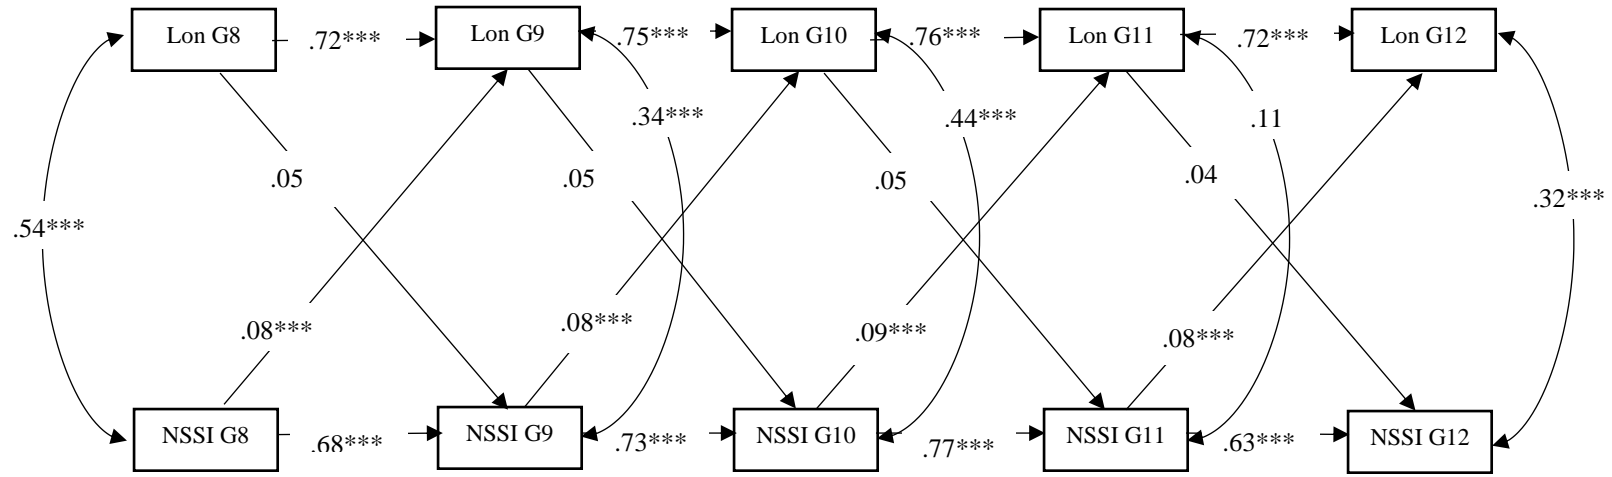 Lon G8
.72***
Lon G9
.75***
Lon G10
.76***
Lon G11
.72***
Lon G12
.34***
.44***
.11
.05
.05
.05
.04
.32***
.54***
.08***
.08***
.09***
.08***
NSSI G8
.68***
NSSI G9
.73***
NSSI G10
.77***
NSSI G11
.63***
NSSI G12